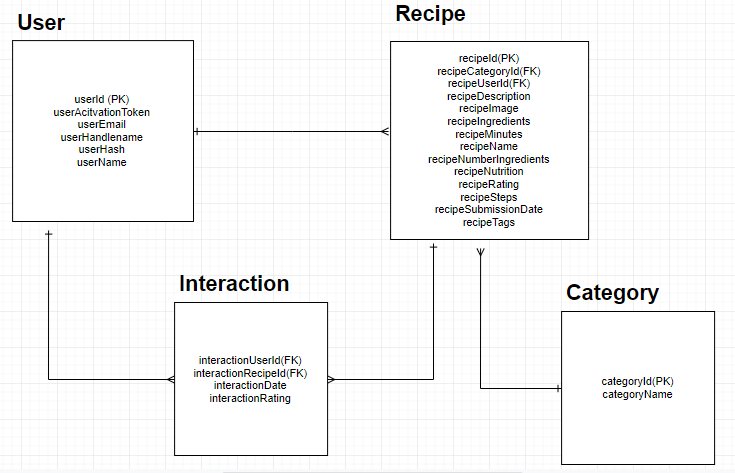 User
userId (PK)
userAcitvationToken
userEmail
userHandlename
userHash
userName
Recipe
recipeId(PK)
recipeCategoryId(FK)
recipeUserId(FK)
recipeDescription
recipeImage
recipeIngredients
recipeMinutes
recipeName
recipeNumberIngredients
recipeNutrition
recipeRating
recipeSteps
recipeSubmissionDate
recipeTags
Interaction
interactionUserId(FK)
interactionRecipeId(FK)
interactionDate
interactionRating
Category
categoryId(PK)
categoryName